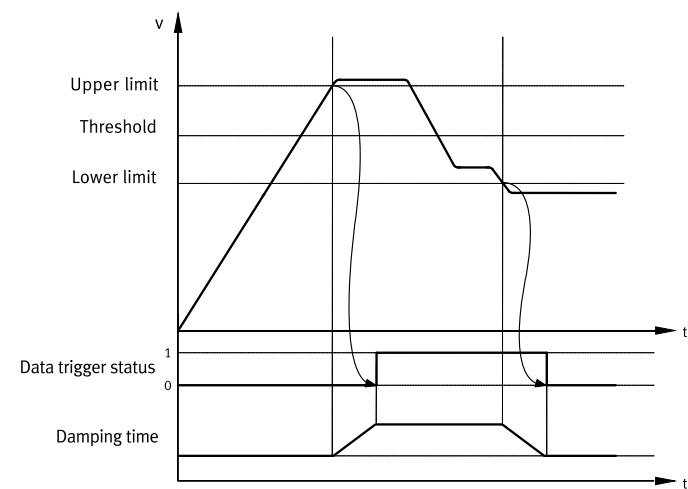 v
Upper limit
Threshold
Lower limit
t
1
Data trigger status
0
Damping time
t